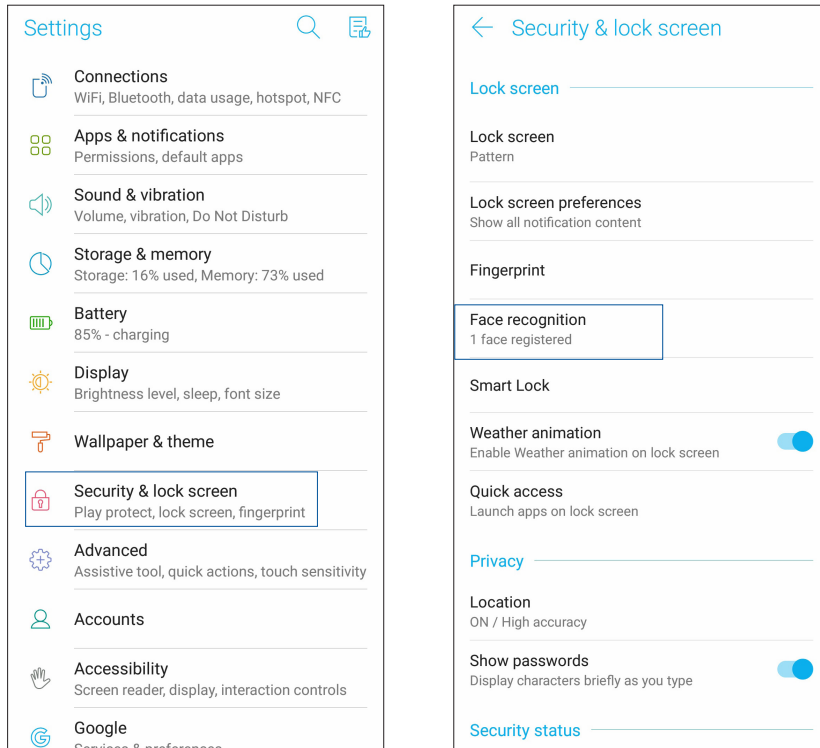 Settings
Connections
WiFi, Bluetooth, data usage, hotspot, NFC
Apps & notifications
Permissions, default apps
Sound & vibration
Volume, vibration, Do Not Disturb
Storage & memory
Storage: 16% used, Memory: 73% used
Battery
85% - charging
Display
Brightness level, sleep, font size
Wallpaper & theme
Security & lock screen
Play protect, lock screen, fingerprint
Advanced
Assistive tool, quick actions, touch sensitivity
Accounts
Accessibility
Screen reader, display, interaction controls
Google
Services & preferences
Security & lock screen
Lock screen
Lock screen
Pattern
Lock screen preferences
Show all notification content
Fingerprint
Face recognition
1 face registered
Smart Lock
Weather animation
Enable Weather animation on lock screen
Quick access
Launch apps on lock screen
Privacy
Location
ON / High accuracy
Show passwords
Display characters briefly as you type
Security status